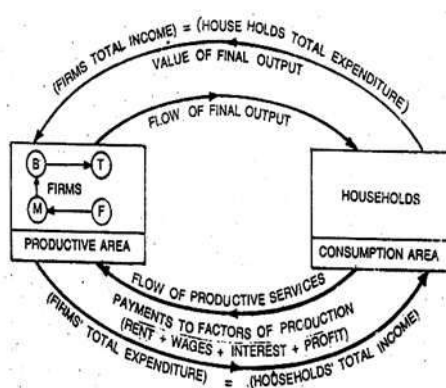 (FIRMS TOTAL INCOME) = (HOUSE HOLDS TOTAL EXPENDITURE)
VALUE OF FINAL OUTPUT
FLOW OF FINAL OUTPUT
B T
FIRMS
M F
PRODUCTIVE AREA
HOUSEHOLDS
CONSUMPTION AREA
FLOW OF PRODUCTIVE SERVICES
PAYMENTS TO FACTORS OF PRODUCTION
(RENT + WAGES + INTEREST + PROFIT)
(FIRMS' TOTAL EXPENDITURE) = (HOUSEHOLDS' TOTAL INCOME)